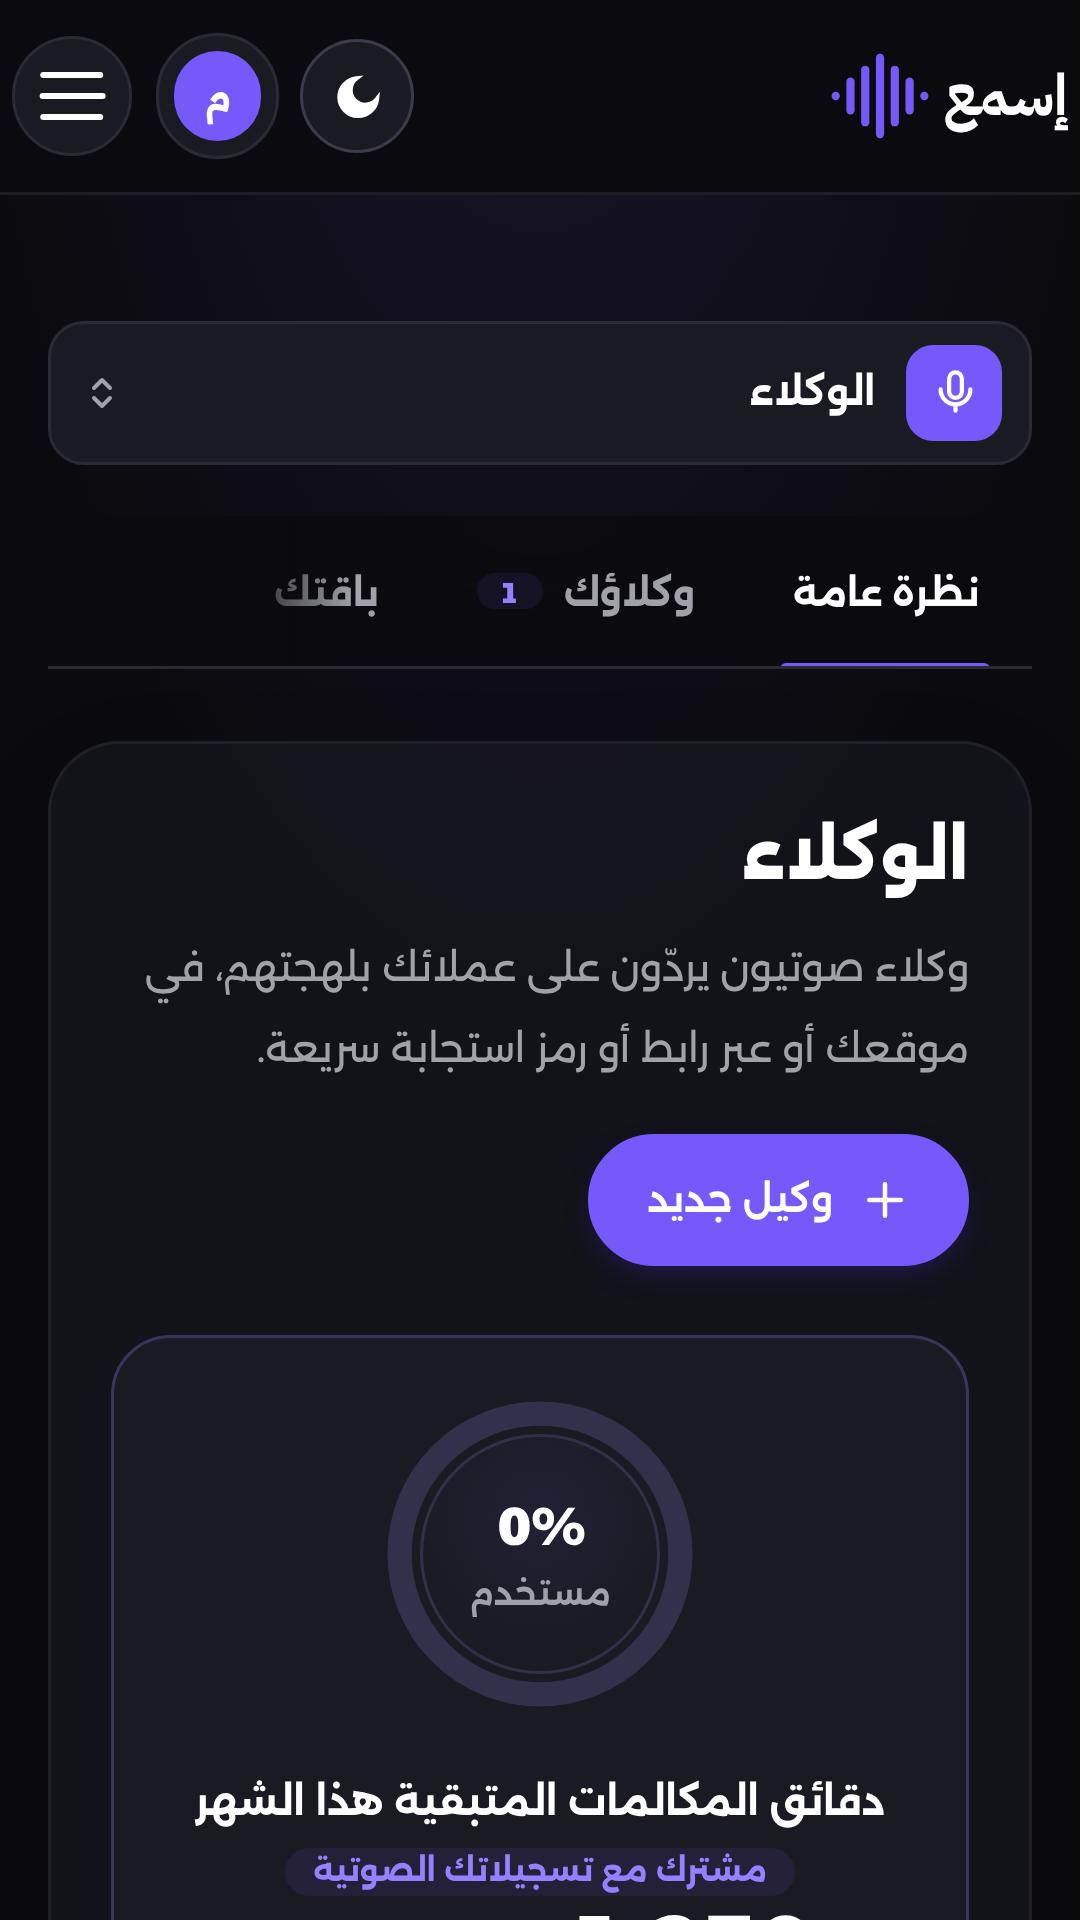 إسمع
م
الوكلاء
نظرة عامة
وكلاؤك 1
باقتك
الوكلاء
وكلاء صوتيون يردّون على عملائك بلهجتهم، في
موقعك أو عبر رابط أو رمز استجابة سريعة.
وكيل جديد
0%
مستخدم
دقائق المكالمات المتبقية هذا الشهر
مشترك مع تسجيلاتك الصوتية